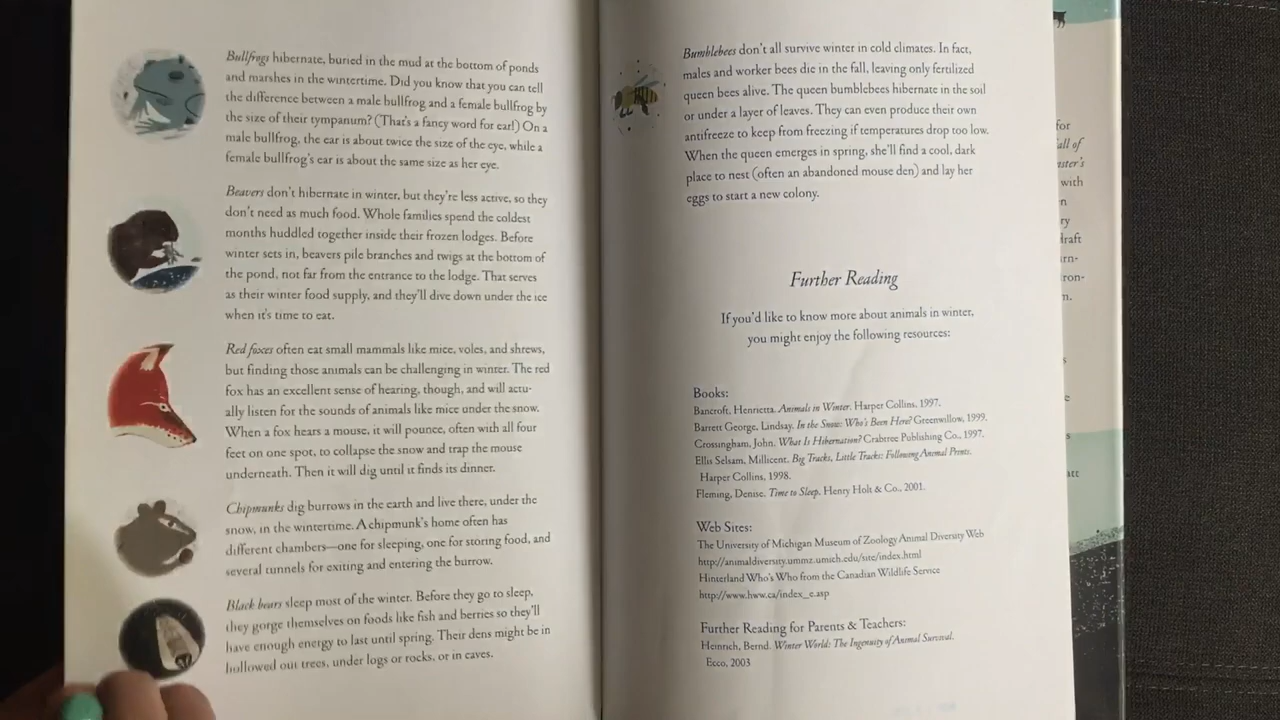 Bullfrogs hibernate, buried in the mud at the bottom of ponds
and marshes in the wintertime. Did you know that you can tell
the difference between a male bullfrog and a female bullfrog by
the size of their tympanum? (That's a fancy word for ear!) On a
male bullfrog, the ear is about twice the size of the eye, while a
female bullfrog's ear is about the same size as her eye.
Beavers don't hibernate in winter, but they're less active, so they
don't need as much food. Whole families spend the coldest
months huddled together inside their frozen lodges. Before
winter sets in, beavers pile branches and twigs at the bottom of
the pond, not far from the entrance to the lodge. That serves
as their winter food supply, and they'll dive down under the ice
when it's time to eat.
Red foxes often eat small mammals like mice, voles, and shrews,
but finding those animals can be challenging in winter. The red
fox has an excellent sense of hearing, though, and will actu-
ally listen for the sounds of animals like mice under the snow.
When a fox hears a mouse, it will pounce, often with all four
feet on one spot, to collapse the snow and trap the mouse
underneath. Then it will dig until it finds its dinner.
Chipmunks dig burrows in the earth and live there, under the
snow, in the wintertime. A chipmunk's home often has
different chambers—one for sleeping, one for storing food, and
several tunnels for exiting and entering the burrow.
Black bears sleep most of the winter. Before they go to sleep,
they gorge themselves on foods like fish and berries so they'll
have enough energy to last until spring. Their dens might be in
hollowed out trees, under logs or rocks, or in caves.
Bumblebees don't all survive winter in cold climates. In fact,
males and worker bees die in the fall, leaving only fertilized
queen bees alive. The queen bumblebees hibernate in the soil
or under a layer of leaves. They can even produce their own
antifreeze to keep from freezing if temperatures drop too low.
When the queen emerges in spring, she'll find a cool, dark
place to nest (often an abandoned mouse den) and lay her
eggs to start a new colony.
Further Reading
If you'd like to know more about animals in winter,
you might enjoy the following resources:
Books:
Bancroft, Henrietta. Animals in Winter. Harper Collins, 1997.
Barrett George, Lindsay. In the Snow: Who's Been Here? Greenwillow, 1999.
Crossingham, John. What Is Hibernation? Crabtree Publishing Co., 1997.
Ellis Selsam, Millicent. Big Tracks, Little Tracks: Following Animal Prints.
Harper Collins, 1998.
Fleming, Denise. Time to Sleep. Henry Holt & Co., 2001.
Web Sites:
The University of Michigan Museum of Zoology Animal Diversity Web
http://animaldiversity.ummz.umich.edu/site/index.html
Hinterland Who's Who from the Canadian Wildlife Service
http://www.hww.ca/index_e.asp
Further Reading for Parents & Teachers:
Heinrich, Bernd. Winter World: The Ingenuity of Animal Survival.
Ecco, 2003
for
all of
ster's
with
n
ry
draft
rn-
ron-
n.
s
e
s
att